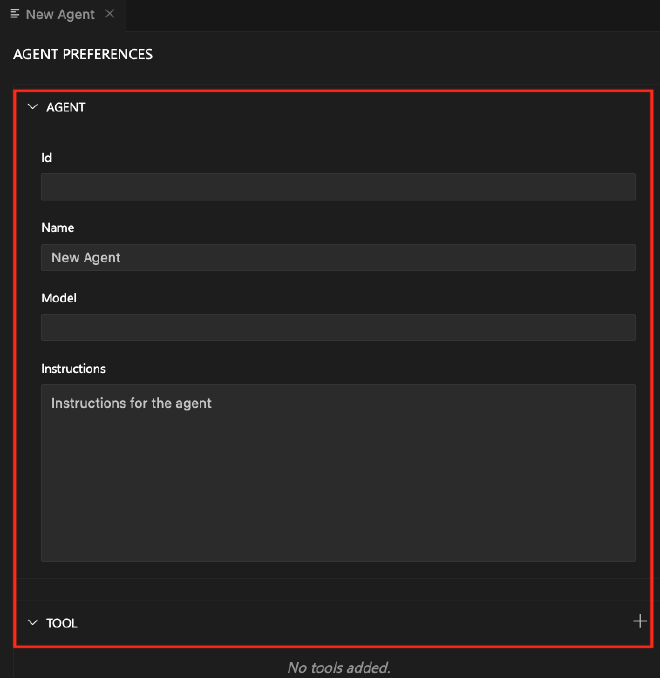 New Agent
AGENT PREFERENCES
AGENT
Id
Name
New Agent
Model
Instructions
Instructions for the agent
TOOL
No tools added.